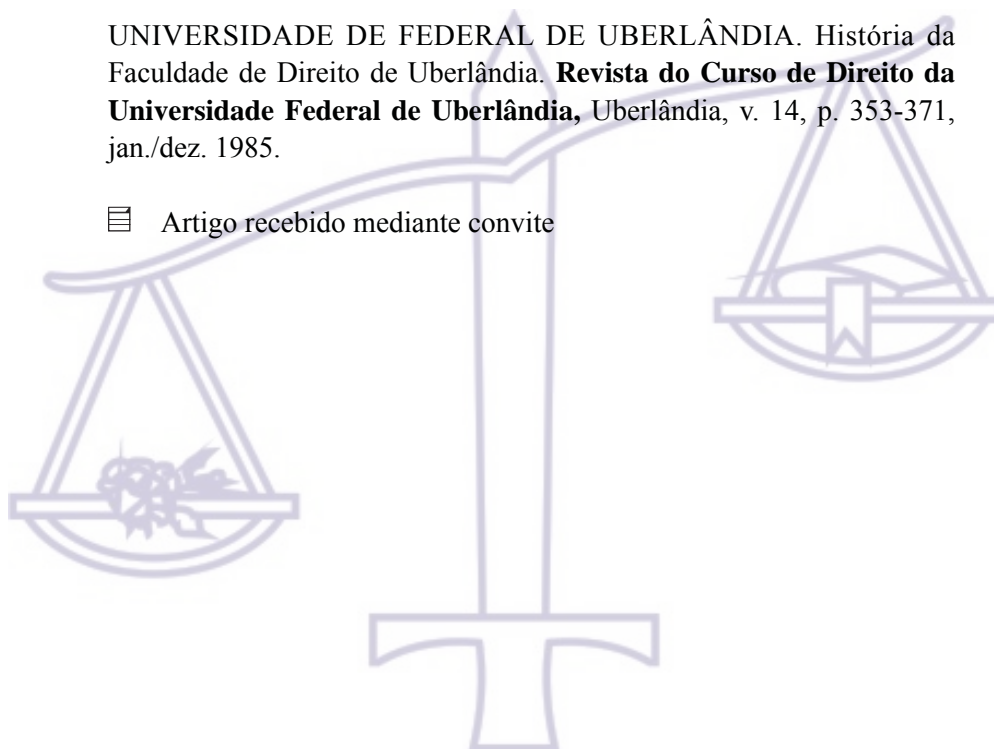 UNIVERSIDADE DE FEDERAL DE UBERLÂNDIA. História da
Faculdade de Direito de Uberlândia. Revista do Curso de Direito da
Universidade Federal de Uberlândia, Uberlândia, v. 14, p. 353-371,
jan./dez. 1985.
Artigo recebido mediante convite